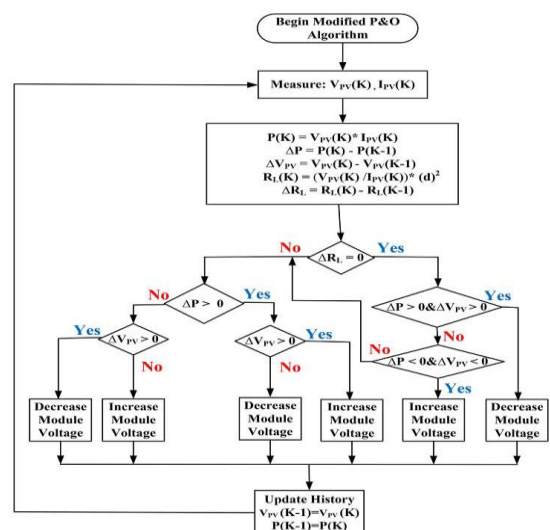 Begin Modified P&O
Algorithm
Measure: VPV(K) , IPV(K)
P(K) = VPV(K)* IPV(K)
ΔP = P(K) - P(K-1)
ΔVPV = VPV(K) - VPV(K-1)
RL(K) = (VPV(K) /IPV(K))* (d)²
ΔRL = RL(K) - RL(K-1)
No
ΔRL = 0
Yes
No
ΔP > 0
Yes
ΔP > 0&ΔVPV > 0
Yes
ΔVPV > 0
No
ΔVPV > 0
Yes
No
No
No
ΔP < 0&ΔVPV < 0
Yes
Decrease
Module
Voltage
Increase
Module
Voltage
Decrease
Module
Voltage
Increase
Module
Voltage
Increase
Module
Voltage
Decrease
Module
Voltage
Update History
VPV(K-1)=VPV(K)
P(K-1)=P(K)